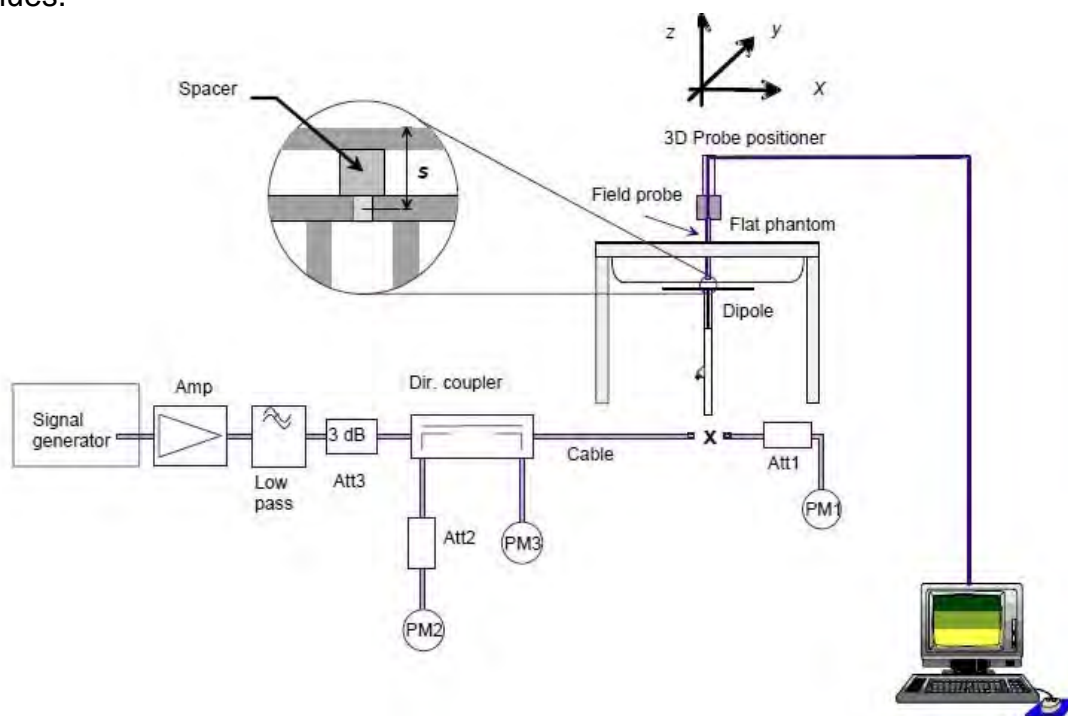 z
y
X
Spacer
s
3D Probe positioner
Field probe
Flat phantom
Dipole
Signal
generator
Amp
Low
pass
3 dB
Att3
Dir. coupler
Cable
X
Att1
PM1
Att2
PM3
PM2